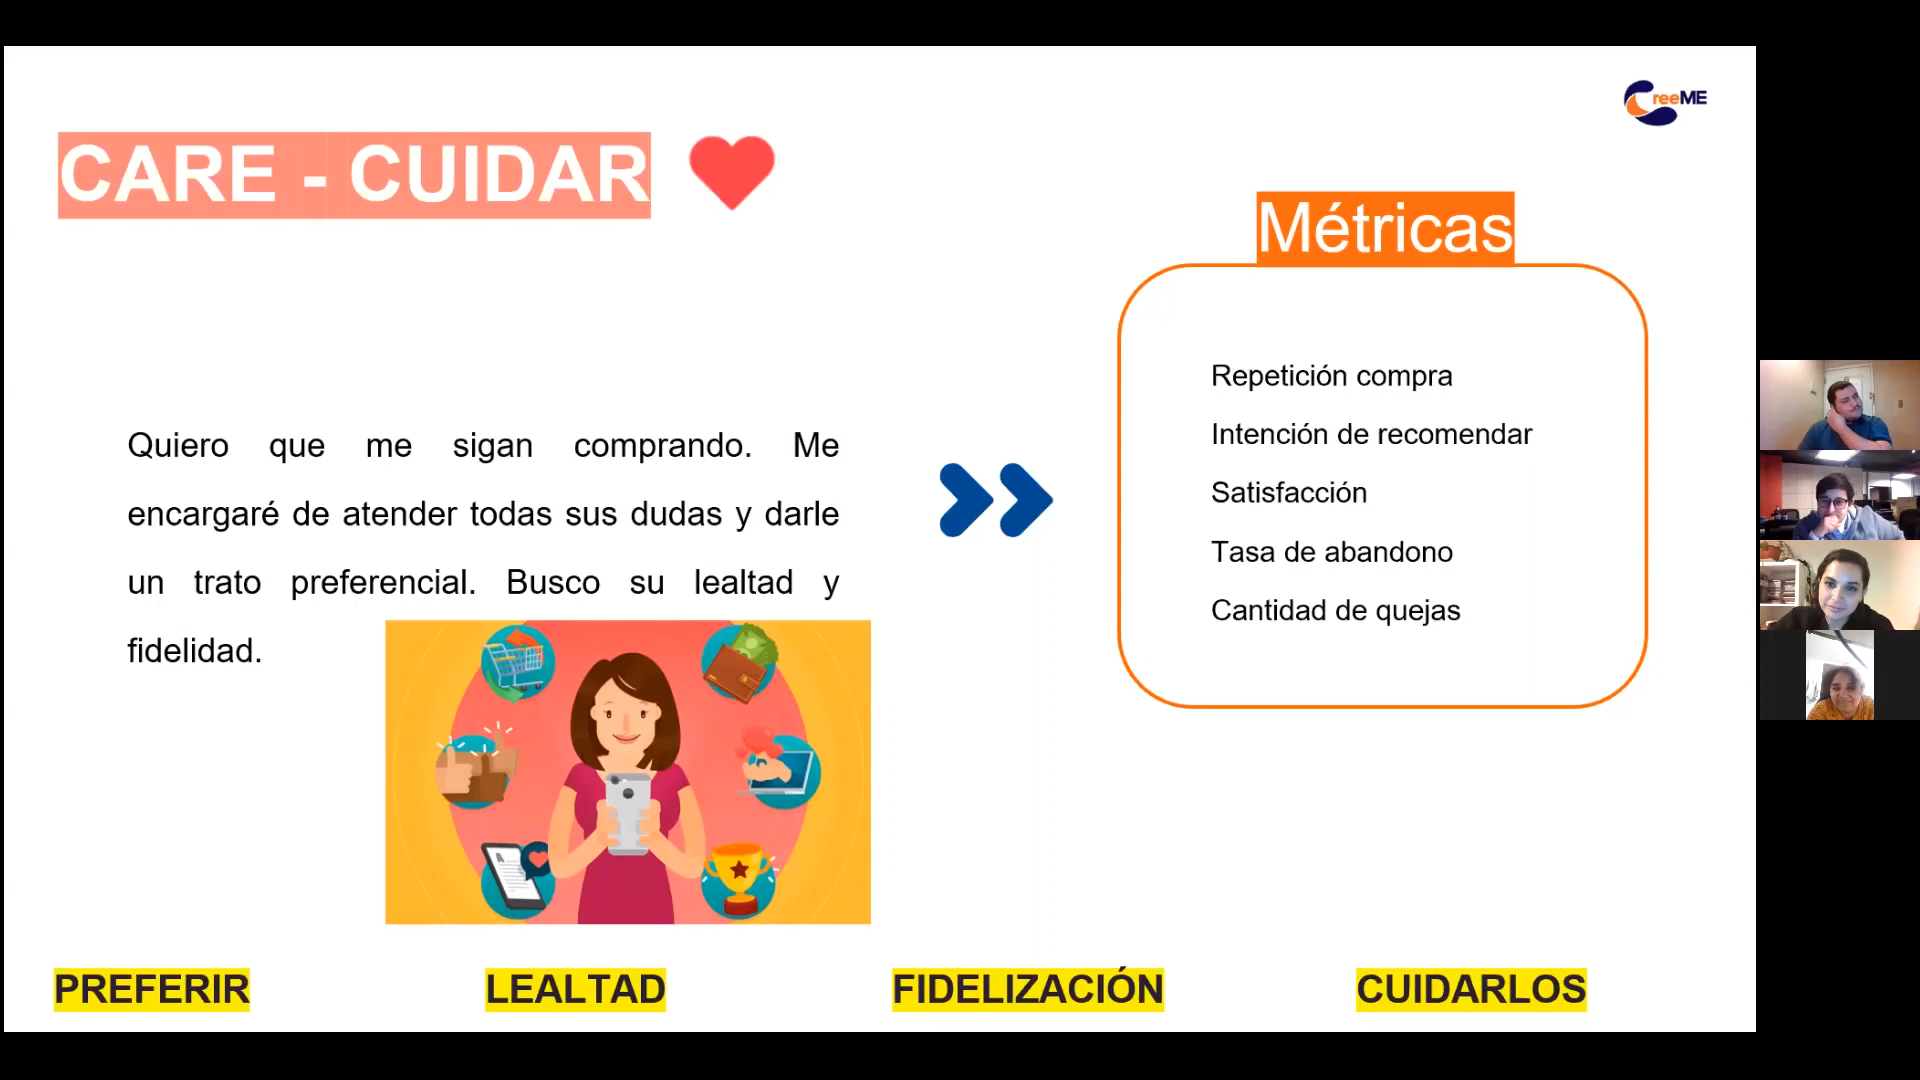 CreeME
CARE - CUIDAR
Métricas
Quiero que me sigan comprando. Me
encargaré de atender todas sus dudas y darle
un trato preferencial. Busco su lealtad y
fidelidad.
Repetición compra
Intención de recomendar
Satisfacción
Tasa de abandono
Cantidad de quejas
A
PREFERIR
LEALTAD
FIDELIZACIÓN
CUIDARLOS